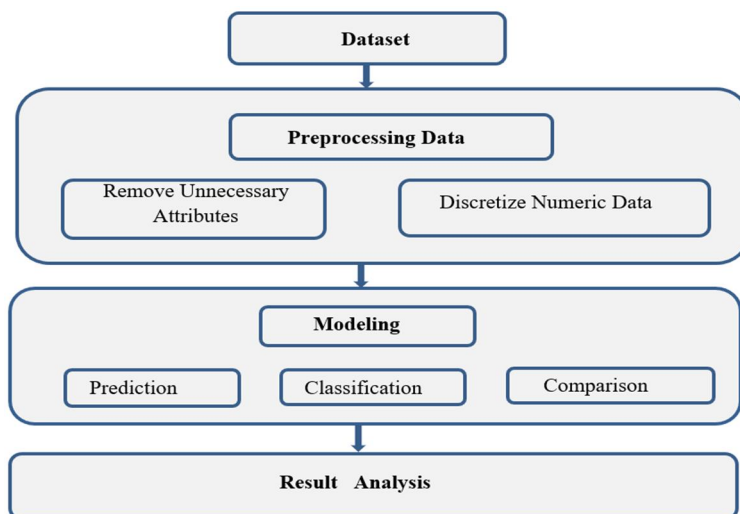 Dataset
Preprocessing Data
Remove Unnecessary
Attributes
Discretize Numeric Data
Modeling
Prediction
Classification
Comparison
Result Analysis